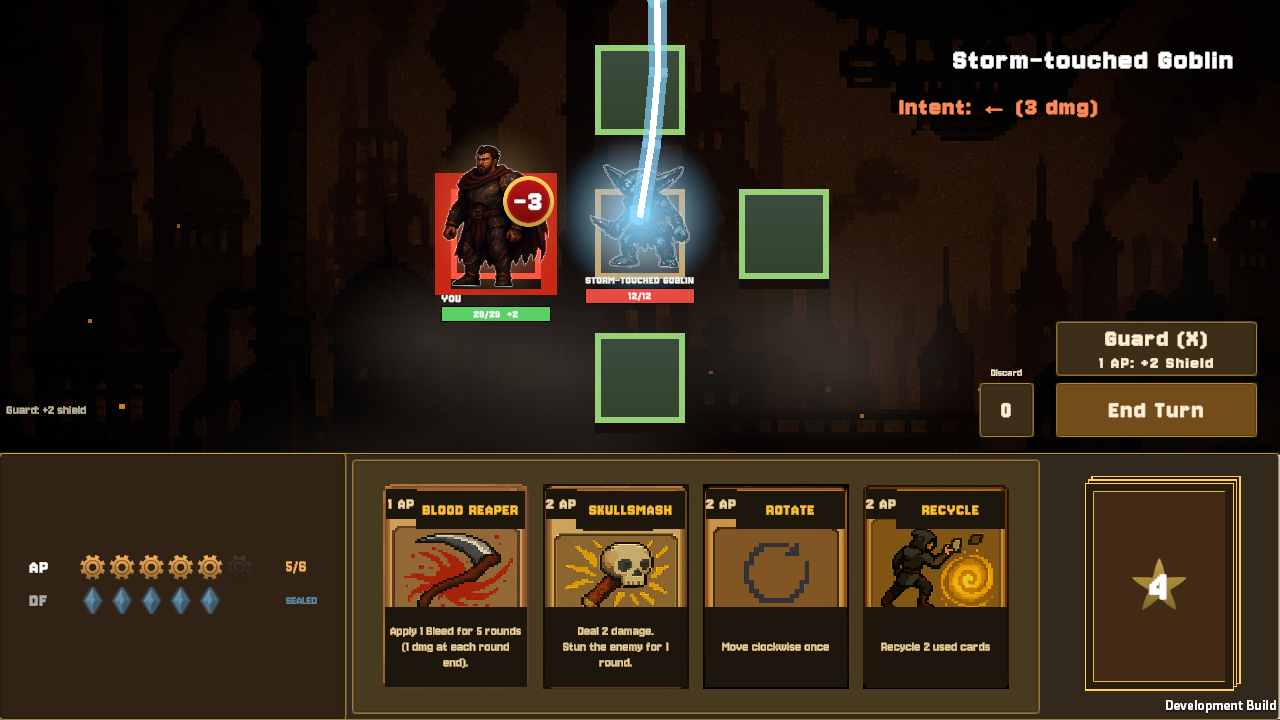 Storm-touched Goblin
Intent: ← (3 dmg)
-3
STORM-TOUCHED GOBLIN
12/12
YOU
20/20 +2
Guard (X)
1 AP: +2 Shield
Discard
0
End Turn
Guard: +2 shield
AP
5/6
DF
SEALED
1 AP
BLOOD REAPER
Apply 1 Bleed for 5 rounds
(1 dmg at each round
end).
2 AP
SKULLSMASH
Deal 2 damage.
Stun the enemy for 1
round.
2 AP
ROTATE
Move clockwise once
2 AP
RECYCLE
Recycle 2 used cards
4
Development Build